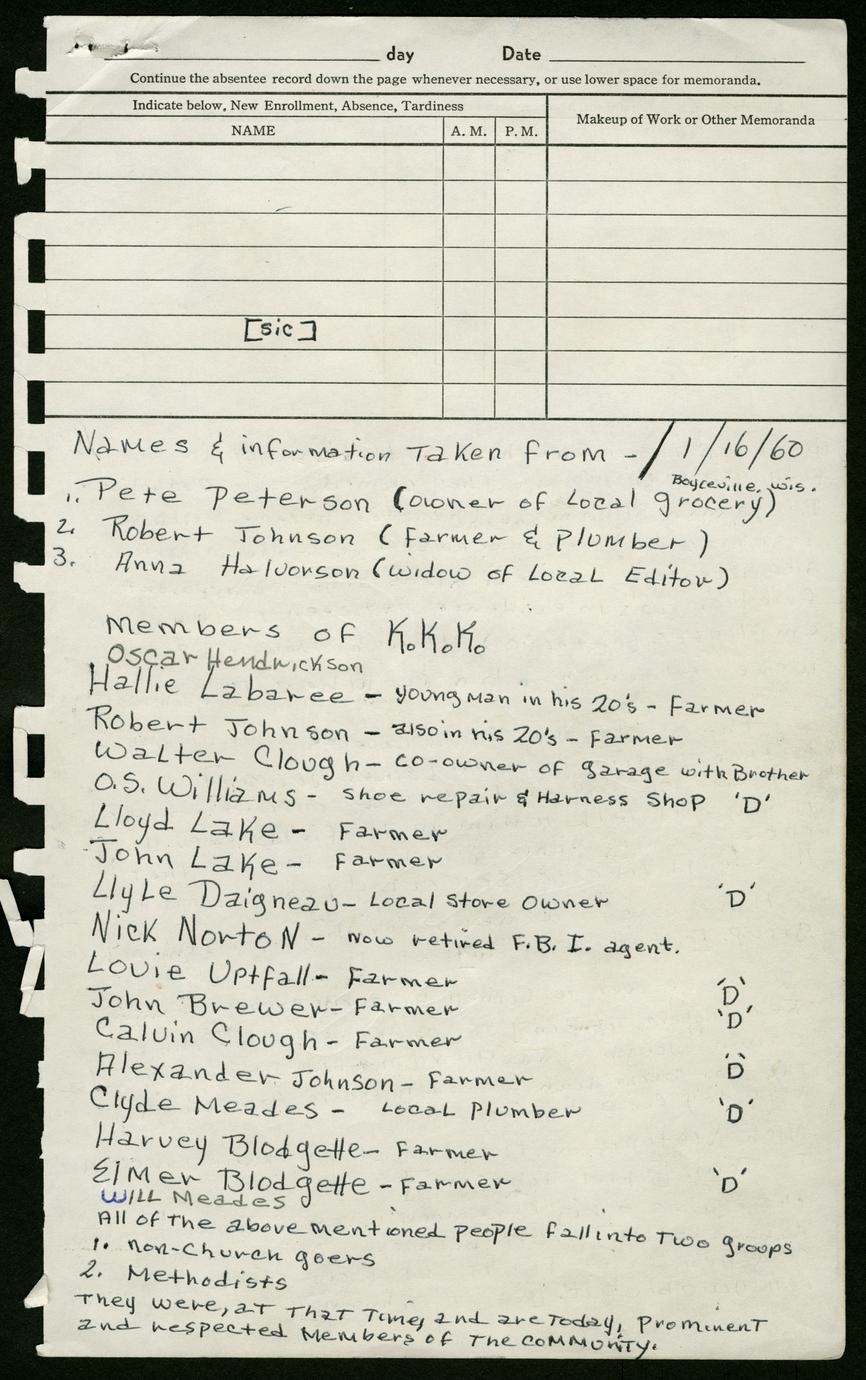 day Date
Continue the absentee record down the page whenever necessary, or use lower space for memoranda.
Indicate below, New Enrollment, Absence, Tardiness
Makeup of Work or Other Memoranda
NAME A. M. P. M.
[sic]
Names & information Taken from - / 1/16/60
Boyceville, Wis.
1. Pete Peterson (owner of Local grocery)
2. Robert Johnson (Farmer & Plumber)
3. Anna Halvorson (widow of Local Editor)
Members of K.K.K.
Oscar Hendrickson
Hallie Labaree - young man in his 20's - Farmer
Robert Johnson - also in his 20's - Farmer
Walter Clough - co-owner of garage with Brother
O.S. Williams - shoe repair & Harness Shop 'D'
Lloyd Lake - Farmer
John Lake - Farmer
Llyle Daigneau - Local Store Owner 'D'
Nick Norton - now retired F.B.I. agent.
Louie Uptfall - Farmer 'D'
John Brewer - Farmer 'D'
Calvin Clough - Farmer
Alexander Johnson - Farmer 'D'
Clyde Meades - Local Plumber 'D'
Harvey Blodgette - Farmer
Elmer Blodgette - Farmer 'D'
Will Meades
All of the above mentioned people fall into Two groups
1. non-Church goers
2. Methodists
They were, at That Time, and are Today, Prominent
and respected Members of The community.